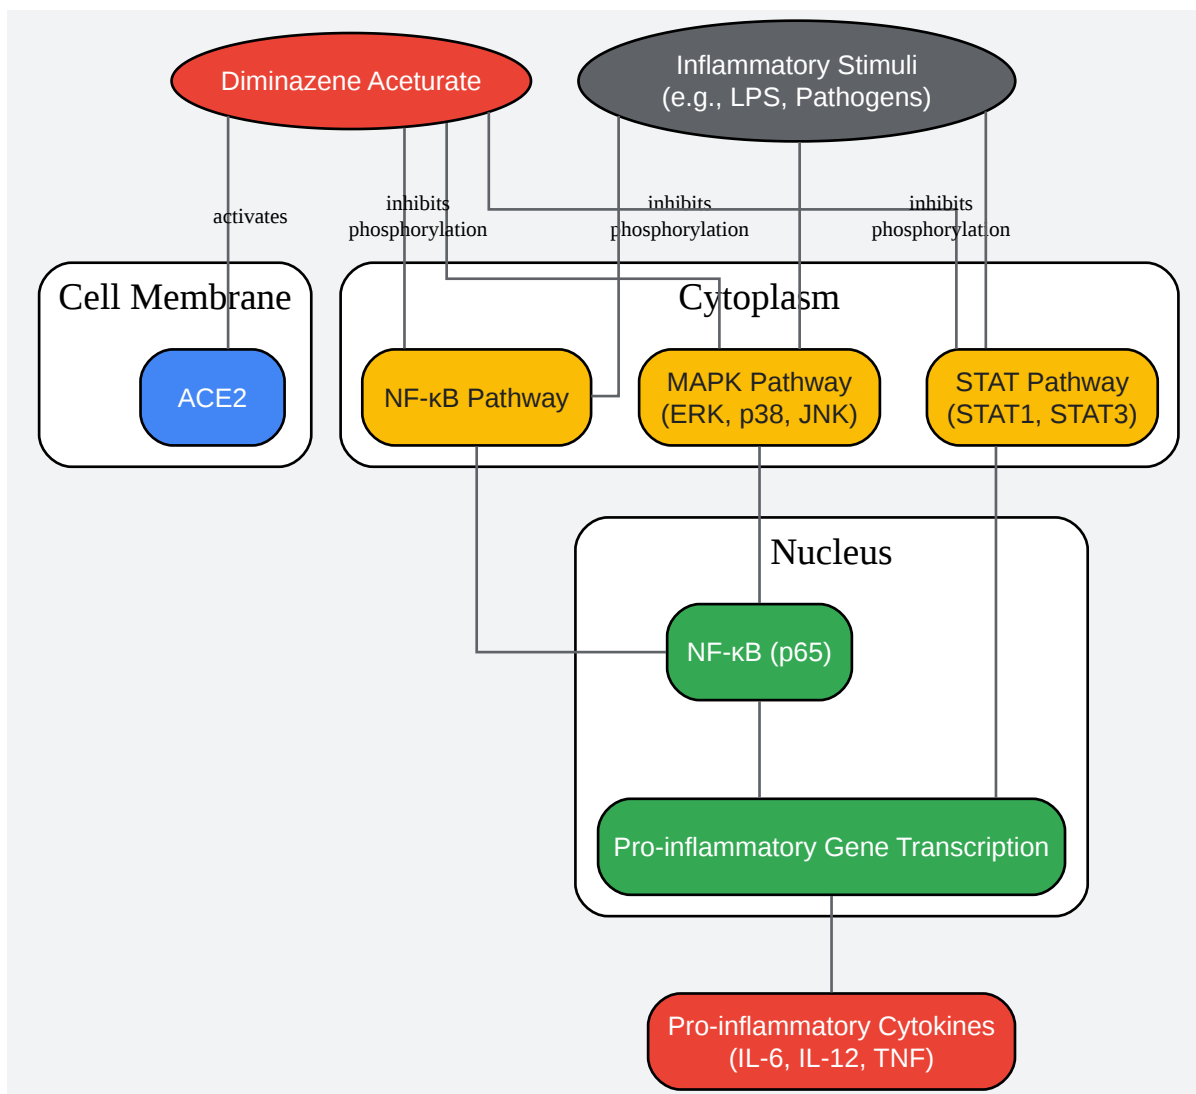 Diminazene Aceturate
Inflammatory Stimuli
(e.g., LPS, Pathogens)
activates
inhibits
phosphorylation
inhibits
phosphorylation
inhibits
phosphorylation
Cell Membrane
Cytoplasm
ACE2
NF-κB Pathway
MAPK Pathway
(ERK, p38, JNK)
STAT Pathway
(STAT1, STAT3)
Nucleus
NF-κB (p65)
Pro-inflammatory Gene Transcription
Pro-inflammatory Cytokines
(IL-6, IL-12, TNF)